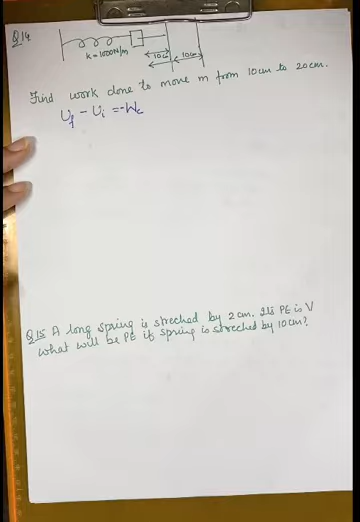 Q14
k = 1000N/m
10cm
10cm
Find work done to move m from 10cm to 20cm.
Uf - Ui = -Wc
Q15 A long spring is streched by 2cm. Its PE is V
what will be PE if spring is streched by 10cm?